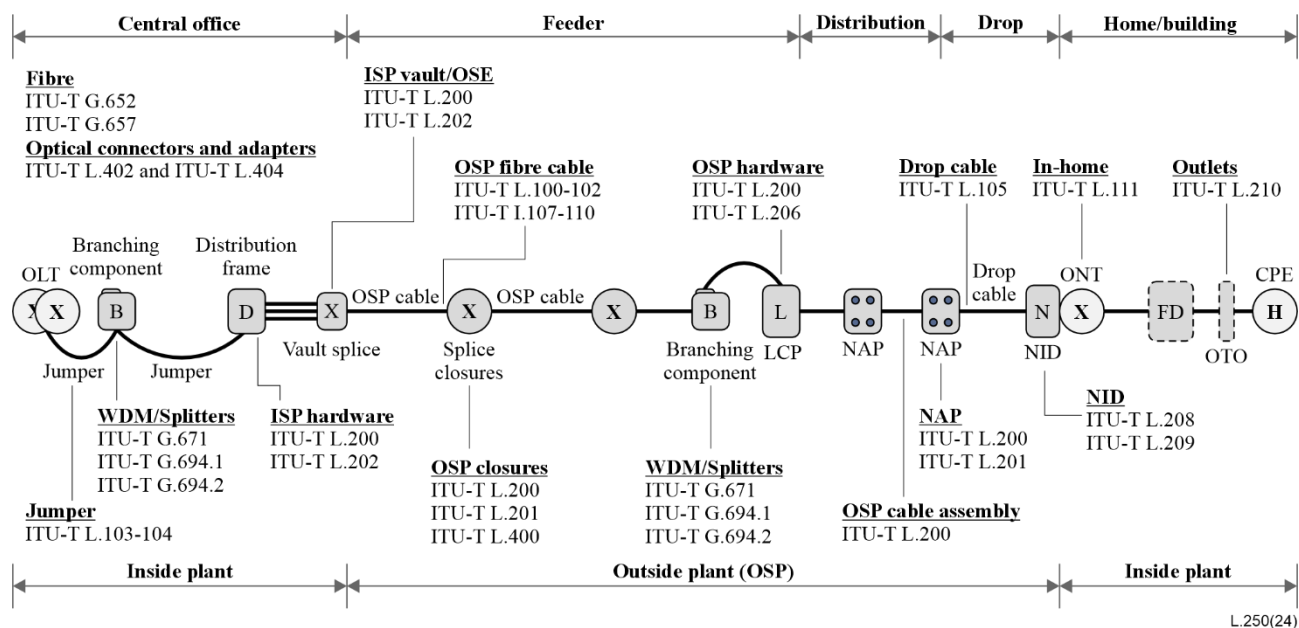 Central office
Feeder
Distribution
Drop
Home/building
Fibre
ITU-T G.652
ITU-T G.657
Optical connectors and adapters
ITU-T L.402 and ITU-T L.404
ISP vault/OSE
ITU-T L.200
ITU-T L.202
OSP fibre cable
ITU-T L.100-102
ITU-T I.107-110
OSP hardware
ITU-T L.200
ITU-T L.206
Drop cable
ITU-T L.105
In-home
ITU-T L.111
Outlets
ITU-T L.210
OLT
Branching
component
Distribution
frame
OSP cable
OSP cable
Drop
cable
ONT
CPE
X
X
B
D
X
X
X
B
L
N
X
FD
H
Jumper
Jumper
Vault splice
Splice
closures
Branching
component
LCP
NAP
NAP
NID
OTO
WDM/Splitters
ITU-T G.671
ITU-T G.694.1
ITU-T G.694.2
ISP hardware
ITU-T L.200
ITU-T L.202
Jumper
ITU-T L.103-104
OSP closures
ITU-T L.200
ITU-T L.201
ITU-T L.400
WDM/Splitters
ITU-T G.671
ITU-T G.694.1
ITU-T G.694.2
NAP
ITU-T L.200
ITU-T L.201
OSP cable assembly
ITU-T L.200
NID
ITU-T L.208
ITU-T L.209
Inside plant
Outside plant (OSP)
Inside plant
L.250(24)